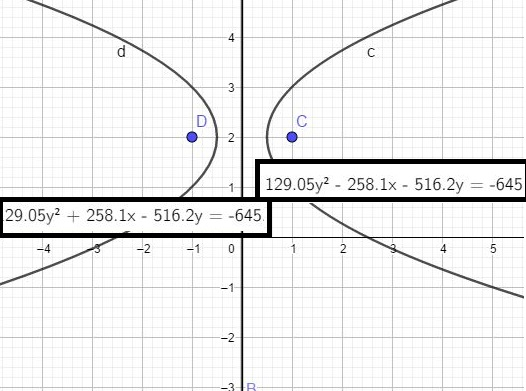 4
d
c
3
D
C
2
129.05y² - 258.1x - 516.2y = -645
1
29.05y² + 258.1x - 516.2y = -645.
-4 -3 -2 -1 0 1 2 3 4 5
-1
-2
-3
B